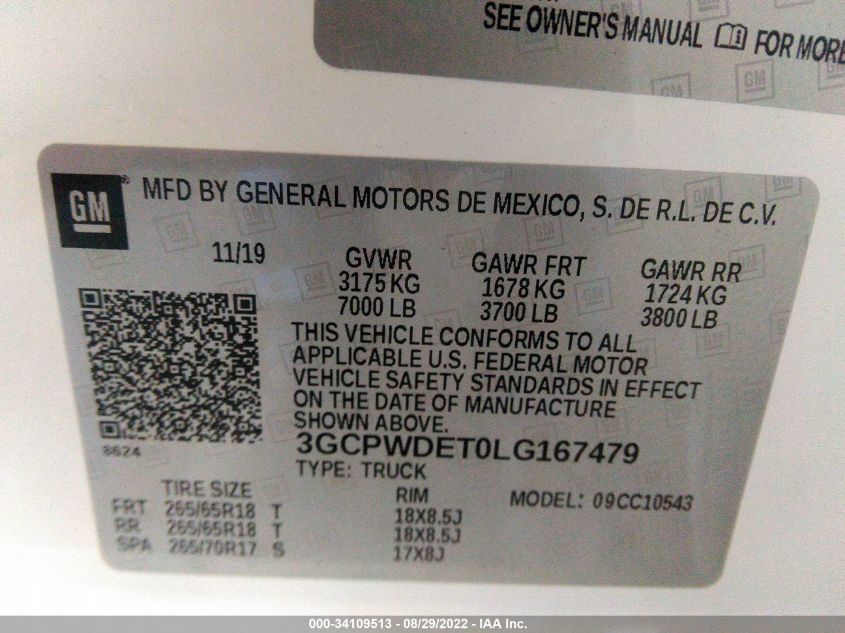 SEE OWNER'S MANUAL FOR MORE
GM
GM
GM
GM® MFD BY GENERAL MOTORS DE MEXICO, S. DE R.L. DE C.V.
11/19 GVWR GAWR FRT GAWR RR
3175 KG 1678 KG 1724 KG
7000 LB 3700 LB 3800 LB
THIS VEHICLE CONFORMS TO ALL
APPLICABLE U.S. FEDERAL MOTOR
VEHICLE SAFETY STANDARDS IN EFFECT
ON THE DATE OF MANUFACTURE
SHOWN ABOVE.
8624
3GCPWDET0LG167479
TYPE: TRUCK
TIRE SIZE RIM MODEL: 09CC10543
FRT 265/65R18 T 18X8.5J
RR 265/65R18 T 18X8.5J
SPA 265/70R17 S 17X8J
000-34109513 - 08/29/2022 - IAA Inc.